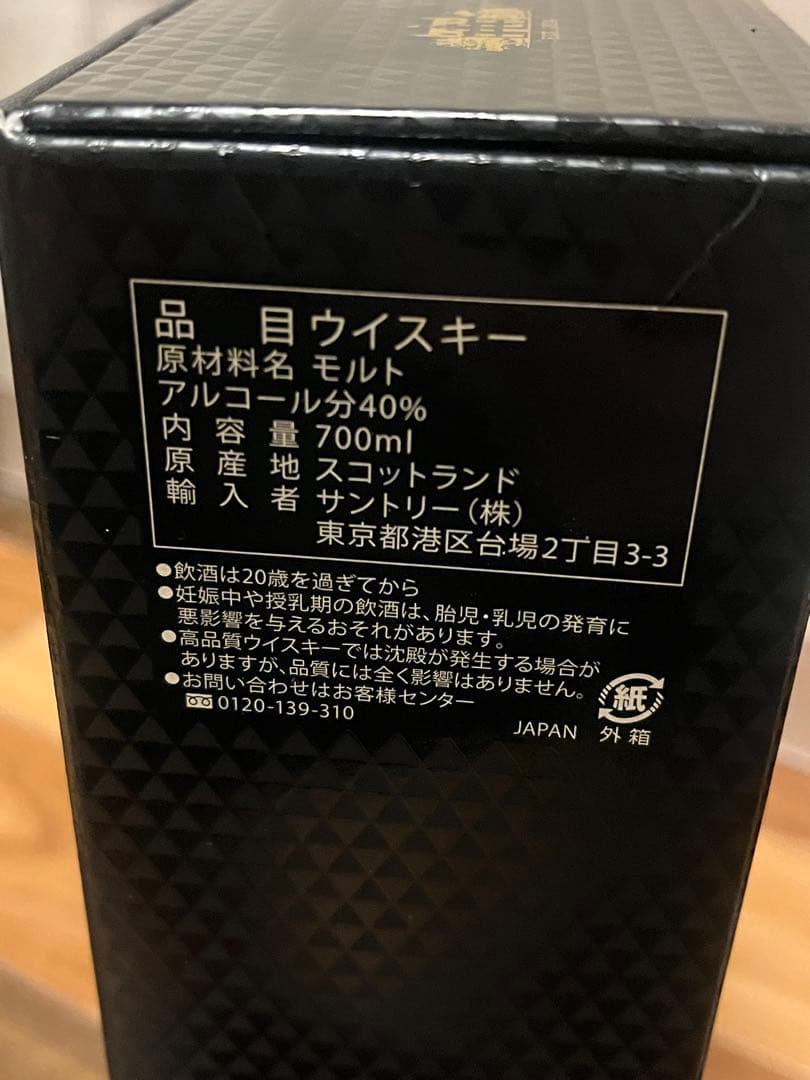 品 目 ウイスキー
原材料名 モルト
アルコール分40%
内容量 700ml
原産地 スコットランド
輸入者 サントリー(株)
東京都港区台場2丁目3-3
●飲酒は20歳を過ぎてから
●妊娠中や授乳期の飲酒は、胎児・乳児の発育に
悪影響を与えるおそれがあります。
●高品質ウイスキーでは沈殿が発生する場合が
ありますが、品質には全く影響はありません。
●お問い合わせはお客様センター
0120-139-310
紙
JAPAN 外箱